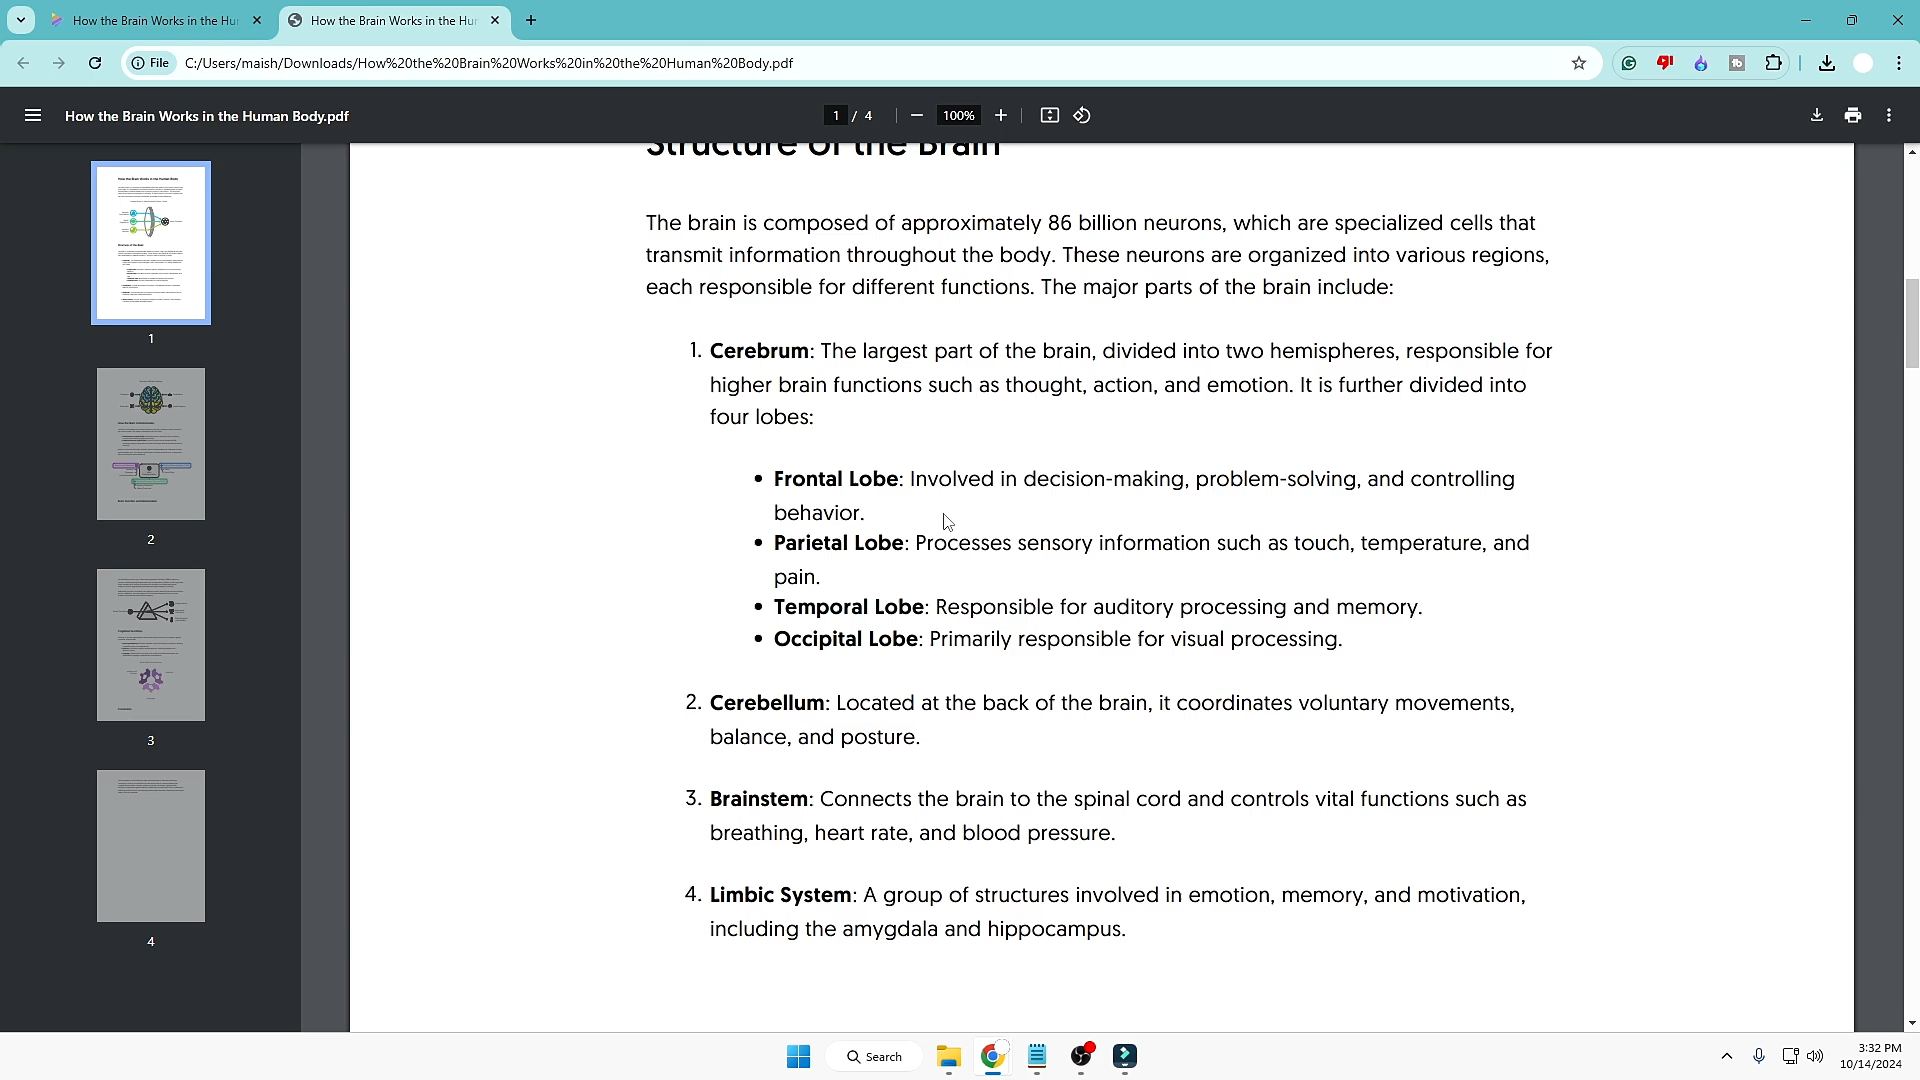 How the Brain Works in the Hu
How the Brain Works in the Hu
File
C:/Users/maish/Downloads/How%20the%20Brain%20Works%20in%20the%20Human%20Body.pdf
How the Brain Works in the Human Body.pdf
1 / 4
100%
Structure of the Brain
The brain is composed of approximately 86 billion neurons, which are specialized cells that
transmit information throughout the body. These neurons are organized into various regions,
each responsible for different functions. The major parts of the brain include:
1. Cerebrum: The largest part of the brain, divided into two hemispheres, responsible for
higher brain functions such as thought, action, and emotion. It is further divided into
four lobes:
• Frontal Lobe: Involved in decision-making, problem-solving, and controlling
behavior.
• Parietal Lobe: Processes sensory information such as touch, temperature, and
pain.
• Temporal Lobe: Responsible for auditory processing and memory.
• Occipital Lobe: Primarily responsible for visual processing.
2. Cerebellum: Located at the back of the brain, it coordinates voluntary movements,
balance, and posture.
3. Brainstem: Connects the brain to the spinal cord and controls vital functions such as
breathing, heart rate, and blood pressure.
4. Limbic System: A group of structures involved in emotion, memory, and motivation,
including the amygdala and hippocampus.
1
2
3
4
Search
3:32 PM
10/14/2024